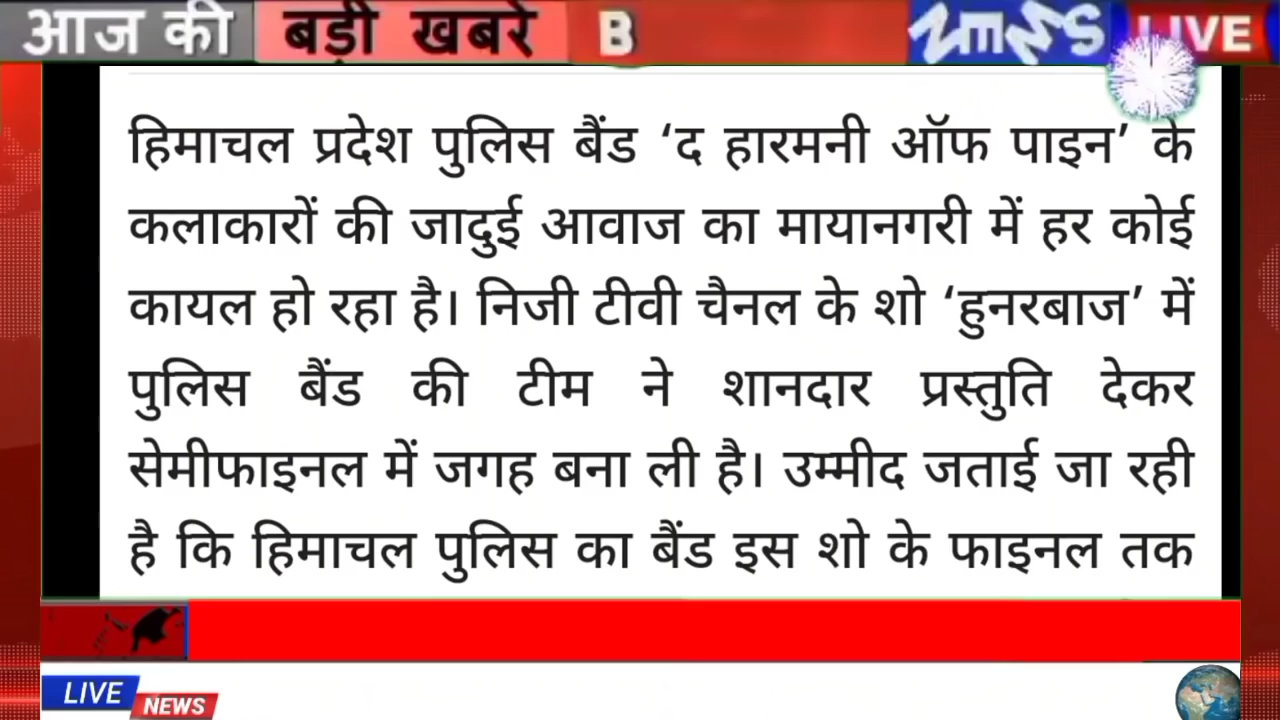 आज की बड़ी खबरे B NEWS LIVE
हिमाचल प्रदेश पुलिस बैंड ‘द हारमनी ऑफ पाइन’ के
कलाकारों की जादुई आवाज का मायानगरी में हर कोई
कायल हो रहा है। निजी टीवी चैनल के शो ‘हुनरबाज’ में
पुलिस बैंड की टीम ने शानदार प्रस्तुति देकर
सेमीफाइनल में जगह बना ली है। उम्मीद जताई जा रही
है कि हिमाचल पुलिस का बैंड इस शो के फाइनल तक
LIVE
NEWS